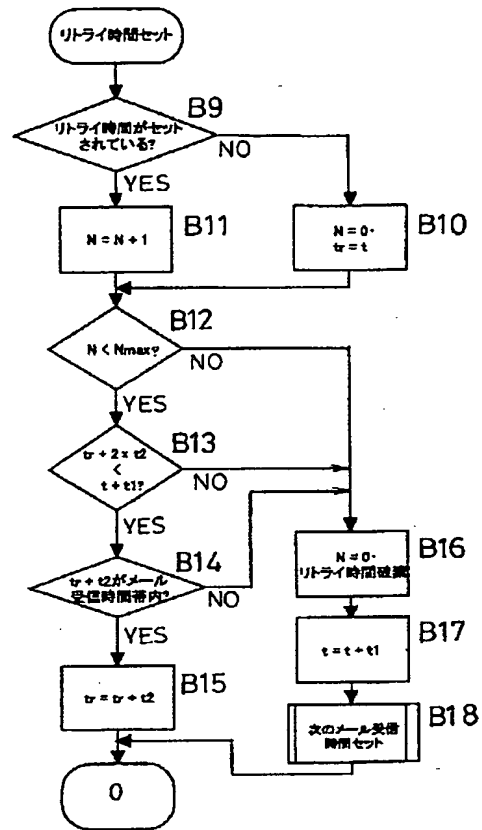 リトライ時間セット
B9
リトライ時間がセット
されている?
NO
YES
B11
N = N + 1
B10
N = 0・
tr = t
B12
N < Nmax?
NO
YES
B13
tr + 2 x t2
<
t + t1?
NO
YES
B14
tr + t2がメール
受信時間帯内?
NO
YES
B15
tr = tr + t2
B16
N = 0・
リトライ時間破棄
B17
t = t + t1
B18
次のメール受信
時間セット
0